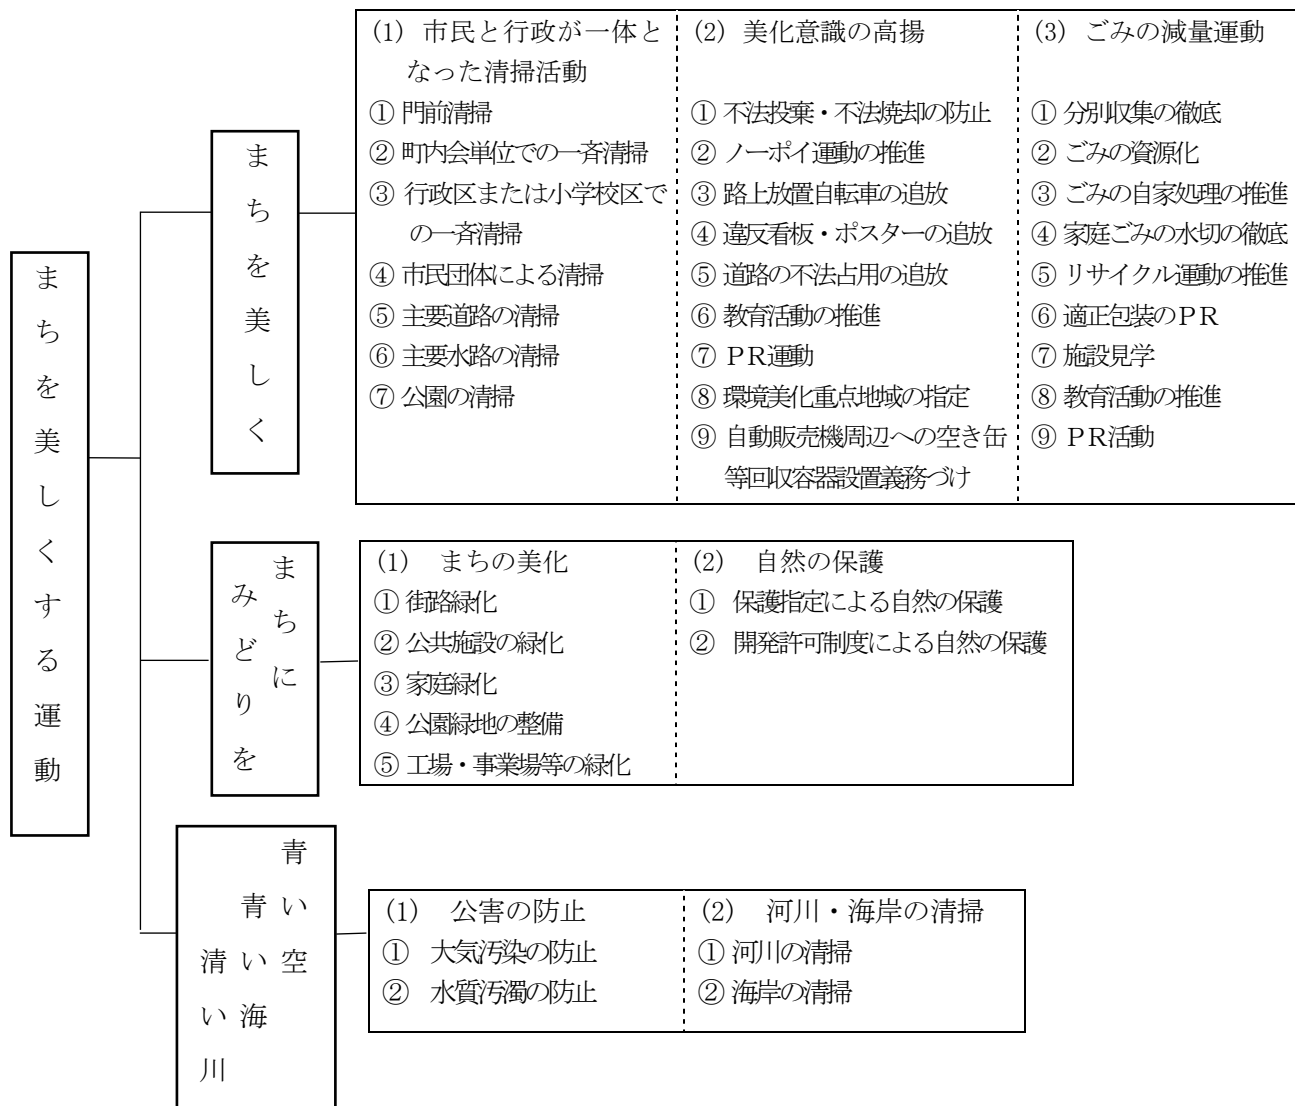 まちを美しくする運動
まちを美しく
(1) 市民と行政が一体と
なった清掃活動
① 門前清掃
② 町内会単位での一斉清掃
③ 行政区または小学校区で
の一斉清掃
④ 市民団体による清掃
⑤ 主要道路の清掃
⑥ 主要水路の清掃
⑦ 公園の清掃
(2) 美化意識の高揚
① 不法投棄・不法焼却の防止
② ノーポイ運動の推進
③ 路上放置自転車の追放
④ 違反看板・ポスターの追放
⑤ 道路の不法占用の追放
⑥ 教育活動の推進
⑦ PR運動
⑧ 環境美化重点地域の指定
⑨ 自動販売機周辺への空き缶
等回収容器設置義務づけ
(3) ごみの減量運動
① 分別収集の徹底
② ごみの資源化
③ ごみの自家処理の推進
④ 家庭ごみの水切の徹底
⑤ リサイクル運動の推進
⑥ 適正包装のPR
⑦ 施設見学
⑧ 教育活動の推進
⑨ PR活動
まちに
みどりを
(1) まちの美化
① 街路緑化
② 公共施設の緑化
③ 家庭緑化
④ 公園緑地の整備
⑤ 工場・事業場等の緑化
(2) 自然の保護
① 保護指定による自然の保護
② 開発許可制度による自然の保護
青い空
青い海
清い川
(1) 公害の防止
① 大気汚染の防止
② 水質汚濁の防止
(2) 河川・海岸の清掃
① 河川の清掃
② 海岸の清掃